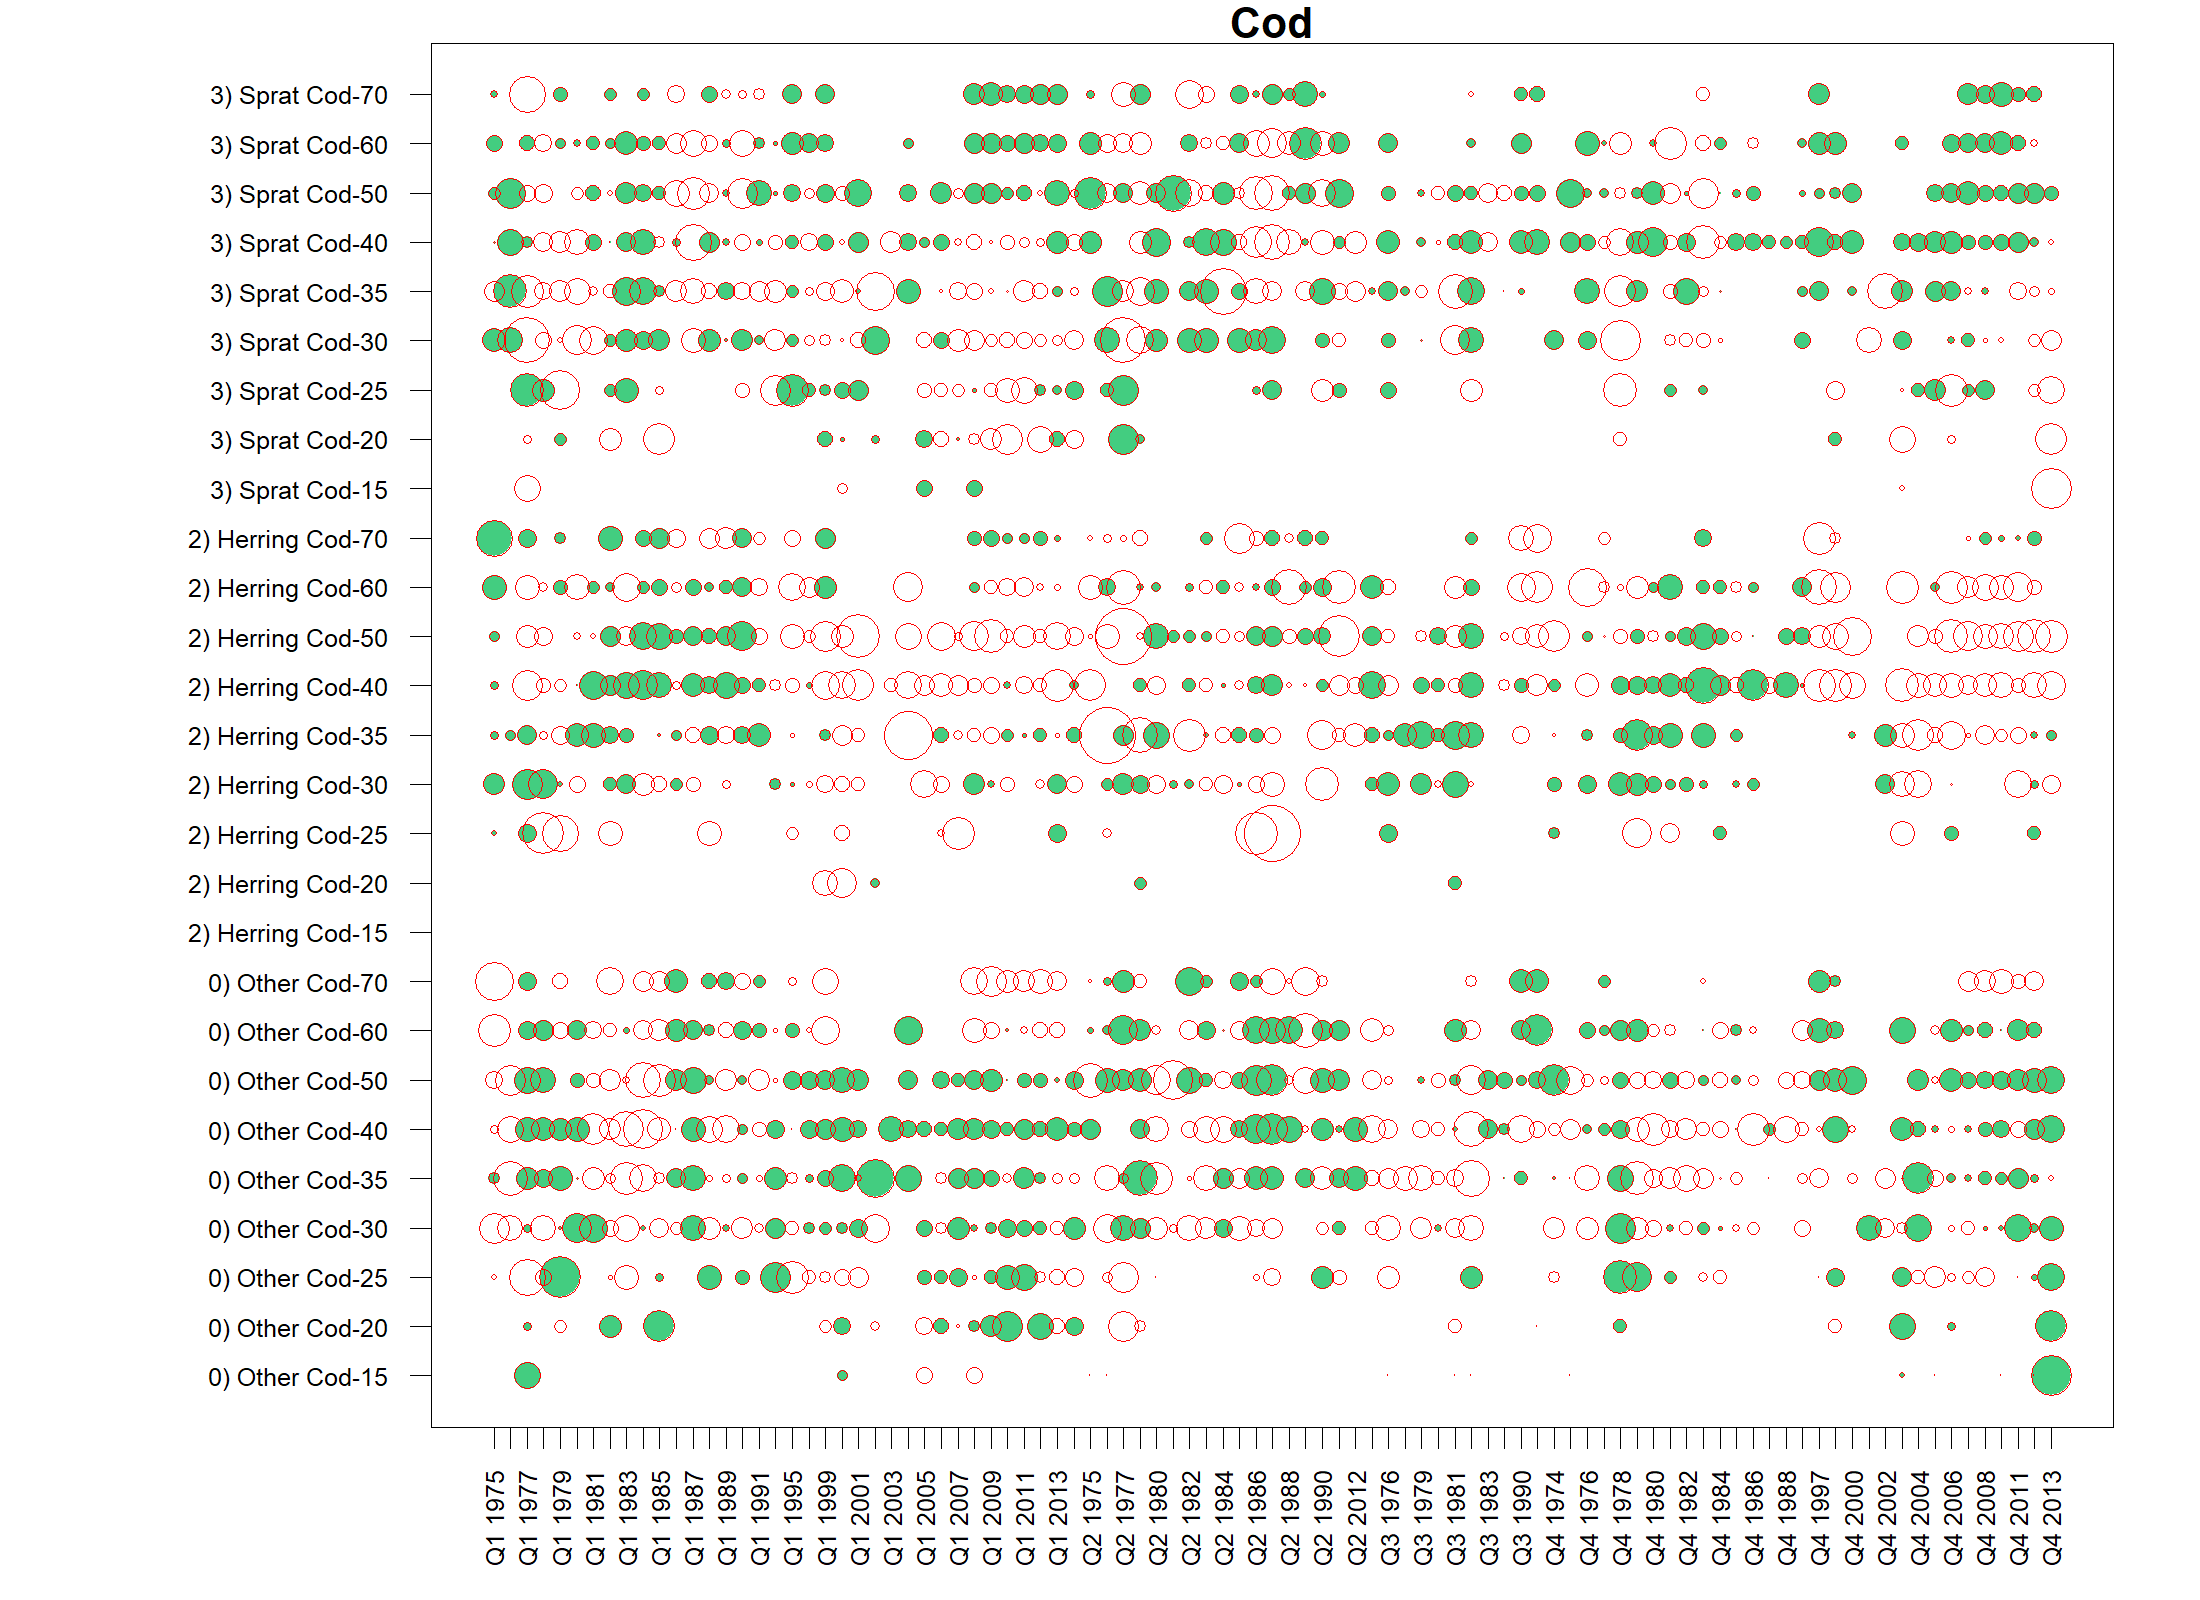 Cod
3) Sprat Cod-70
3) Sprat Cod-60
3) Sprat Cod-50
3) Sprat Cod-40
3) Sprat Cod-35
3) Sprat Cod-30
3) Sprat Cod-25
3) Sprat Cod-20
3) Sprat Cod-15
2) Herring Cod-70
2) Herring Cod-60
2) Herring Cod-50
2) Herring Cod-40
2) Herring Cod-35
2) Herring Cod-30
2) Herring Cod-25
2) Herring Cod-20
2) Herring Cod-15
0) Other Cod-70
0) Other Cod-60
0) Other Cod-50
0) Other Cod-40
0) Other Cod-35
0) Other Cod-30
0) Other Cod-25
0) Other Cod-20
0) Other Cod-15
Q1 1975
Q1 1977
Q1 1979
Q1 1981
Q1 1983
Q1 1985
Q1 1987
Q1 1989
Q1 1991
Q1 1995
Q1 1999
Q1 2001
Q1 2003
Q1 2005
Q1 2007
Q1 2009
Q1 2011
Q1 2013
Q2 1975
Q2 1977
Q2 1980
Q2 1982
Q2 1984
Q2 1986
Q2 1988
Q2 1990
Q2 2012
Q3 1976
Q3 1979
Q3 1981
Q3 1983
Q3 1990
Q4 1974
Q4 1976
Q4 1978
Q4 1980
Q4 1982
Q4 1984
Q4 1986
Q4 1988
Q4 1997
Q4 2000
Q4 2002
Q4 2004
Q4 2006
Q4 2008
Q4 2011
Q4 2013